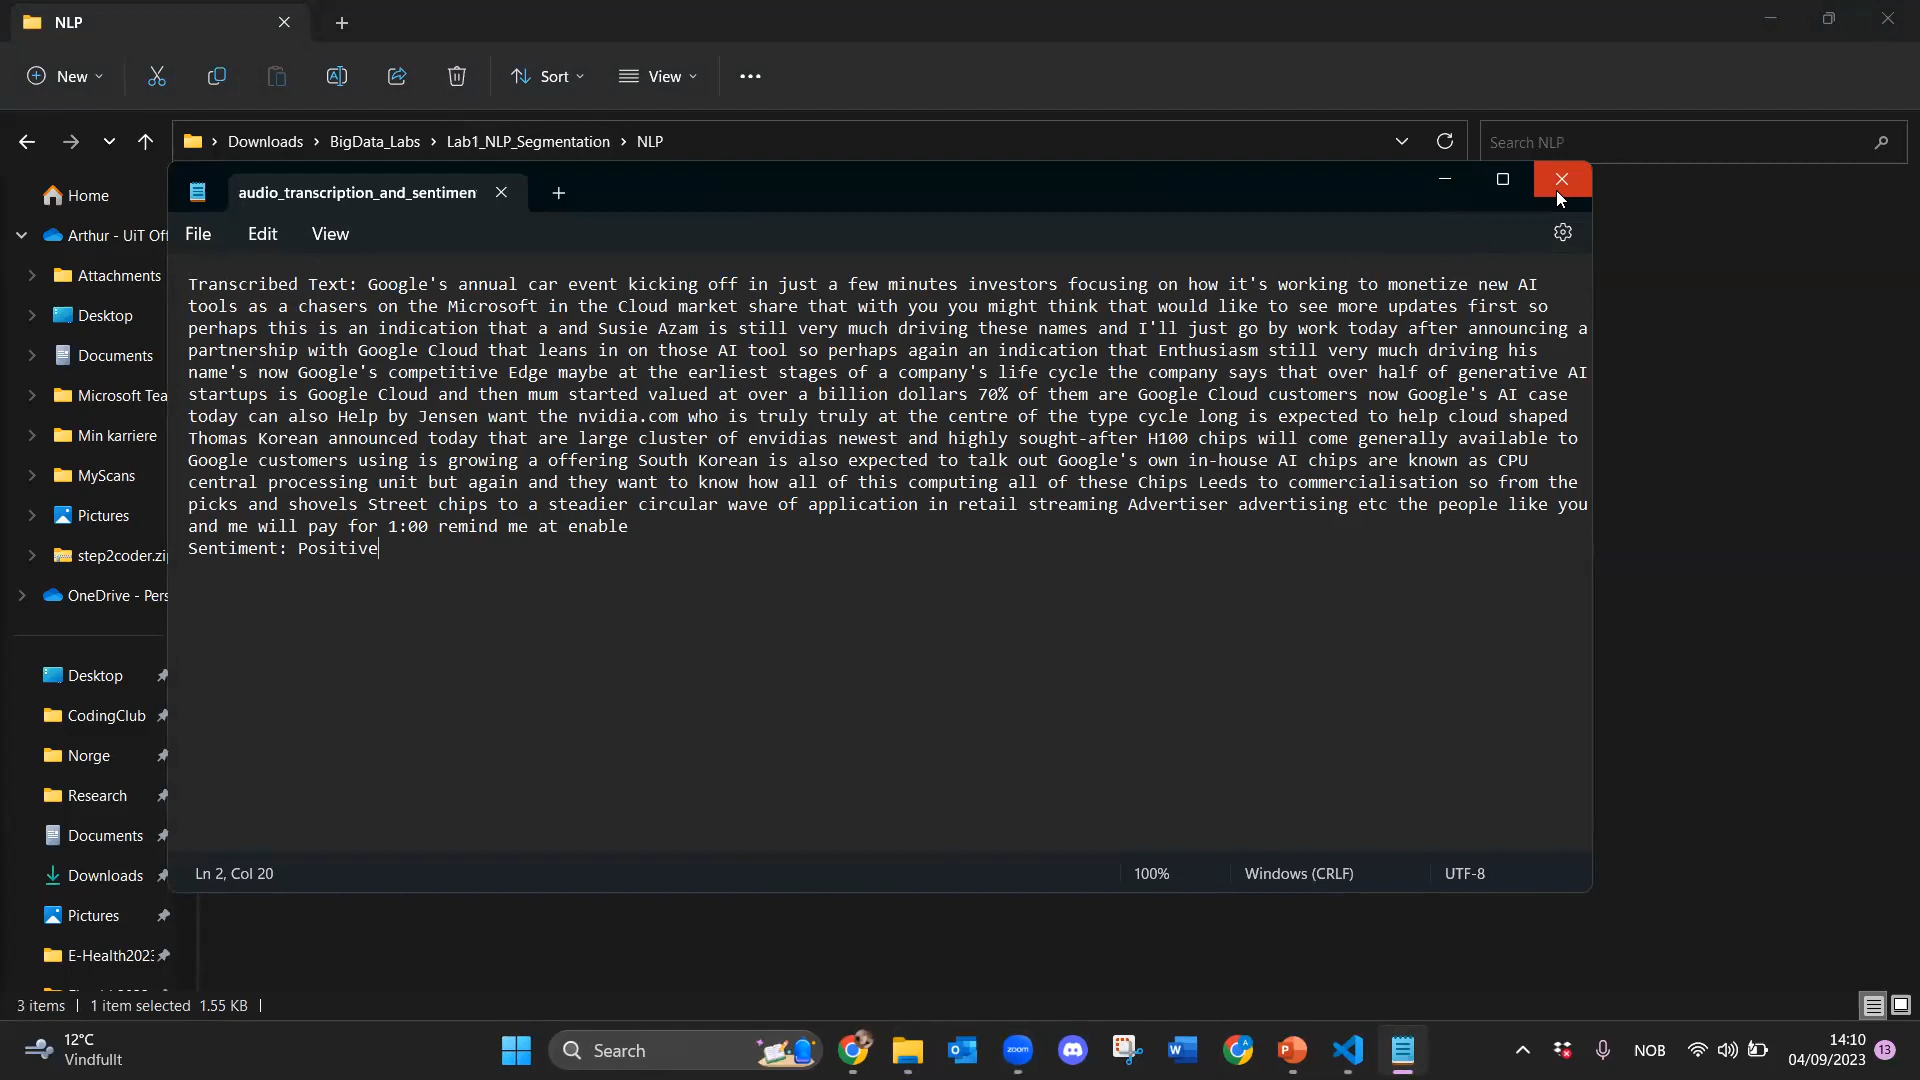 NLP
New
Sort
View
Downloads > BigData_Labs > Lab1_NLP_Segmentation > NLP
Search NLP
audio_transcription_and_sentimen
File Edit View
Transcribed Text: Google's annual car event kicking off in just a few minutes investors focusing on how it's working to monetize new AI
tools as a chasers on the Microsoft in the Cloud market share that with you you might think that would like to see more updates first so
perhaps this is an indication that a and Susie Azam is still very much driving these names and I'll just go by work today after announcing a
partnership with Google Cloud that leans in on those AI tool so perhaps again an indication that Enthusiasm still very much driving his
name's now Google's competitive Edge maybe at the earliest stages of a company's life cycle the company says that over half of generative AI
startups is Google Cloud and then mum started valued at over a billion dollars 70% of them are Google Cloud customers now Google's AI case
today can also Help by Jensen want the nvidia.com who is truly truly at the centre of the type cycle long is expected to help cloud shaped
Thomas Korean announced today that are large cluster of envidias newest and highly sought-after H100 chips will come generally available to
Google customers using is growing a offering South Korean is also expected to talk out Google's own in-house AI chips are known as CPU
central processing unit but again and they want to know how all of this computing all of these Chips Leeds to commercialisation so from the
picks and shovels Street chips to a steadier circular wave of application in retail streaming Advertiser advertising etc the people like you
and me will pay for 1:00 remind me at enable
Sentiment: Positive
Ln 2, Col 20
100%
Windows (CRLF)
UTF-8
Home
Arthur - UiT Off
Attachments
Desktop
Documents
Microsoft Tea
Min karriere
MyScans
Pictures
step2coder.zi
OneDrive - Pers
Desktop
CodingClub
Norge
Research
Documents
Downloads
Pictures
E-Health2023
3 items | 1 item selected 1.55 KB |
12°C
Vindfullt
Search
zoom
NOB
14:10
04/09/2023
13